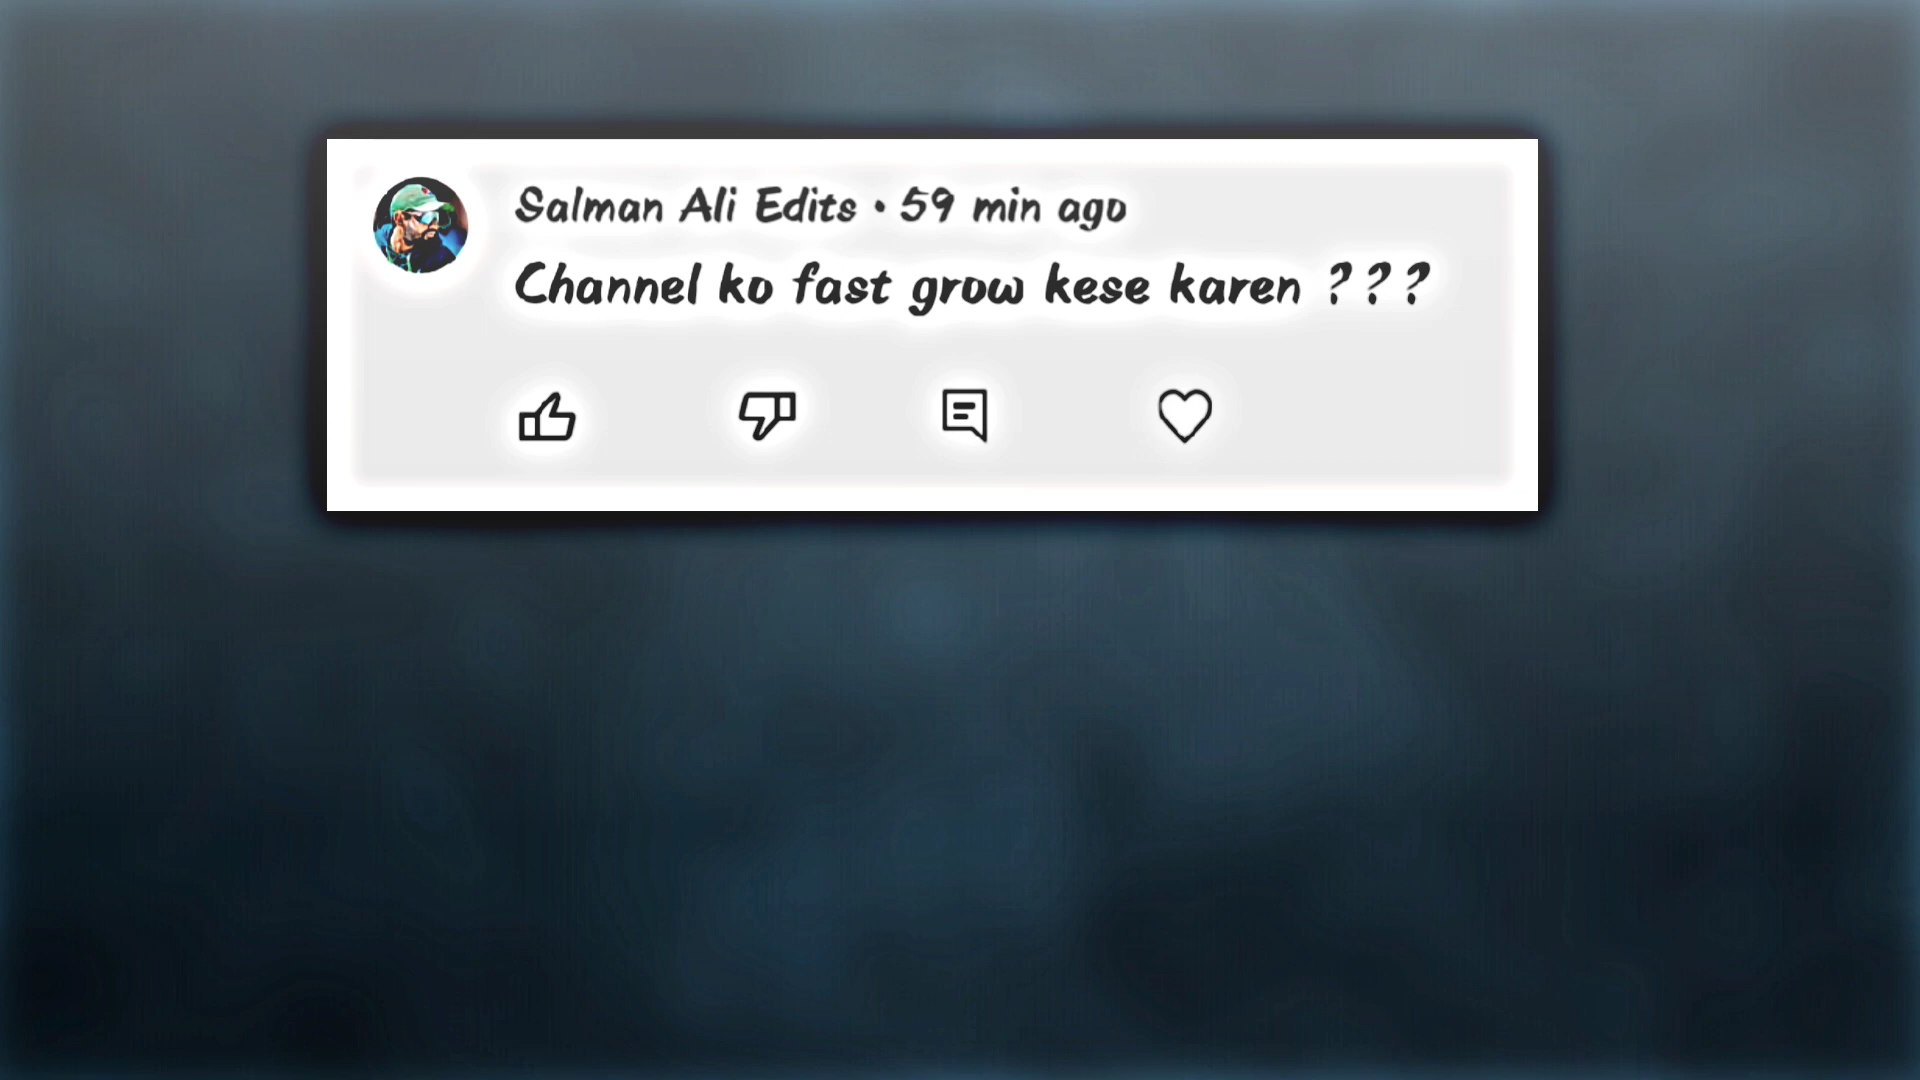 Salman Ali Edits • 59 min ago
Channel ko fast grow kese karen ???